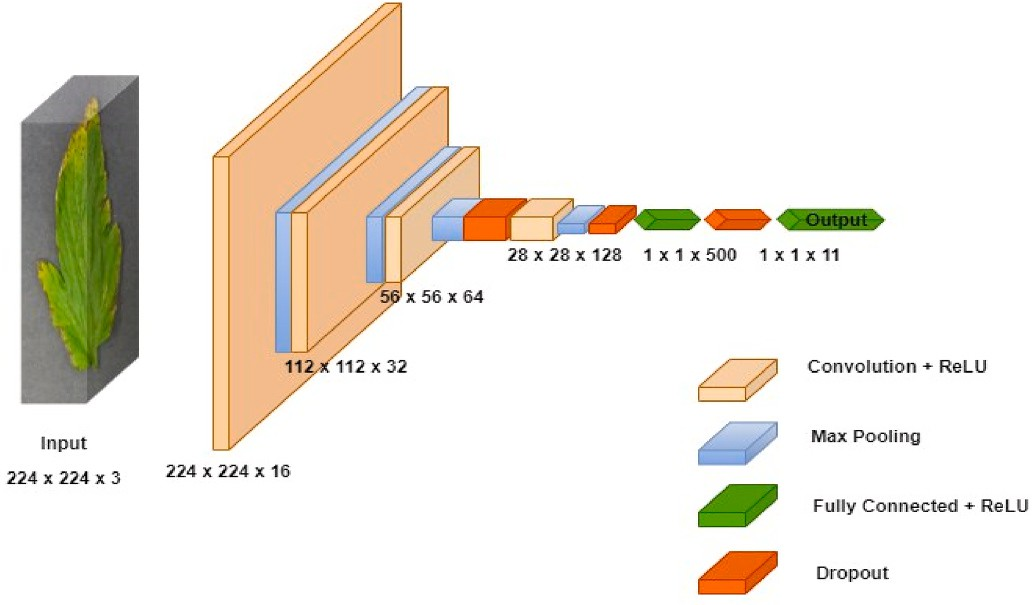 Output
28 x 28 x 128
1 x 1 x 500
1 x 1 x 11
56 x 56 x 64
112 x 112 x 32
224 x 224 x 16
Input
224 x 224 x 3
Convolution + ReLU
Max Pooling
Fully Connected + ReLU
Dropout